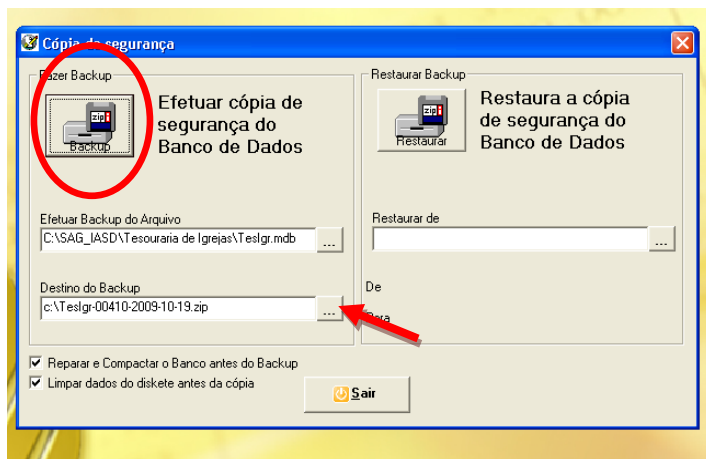 Cópia de segurança
Fazer Backup
Backup
Efetuar cópia de
segurança do
Banco de Dados
Efetuar Backup do Arquivo
C:\SAG_IASD\Tesouraria de Igrejas\TesIgr.mdb
...
Destino do Backup
c:\TesIgr-00410-2009-10-19.zip
...
Restaurar Backup
Restaurar
Restaura a cópia
de segurança do
Banco de Dados
Restaurar de
...
De
Para
Reparar e Compactar o Banco antes do Backup
Limpar dados do diskete antes da cópia
Sair